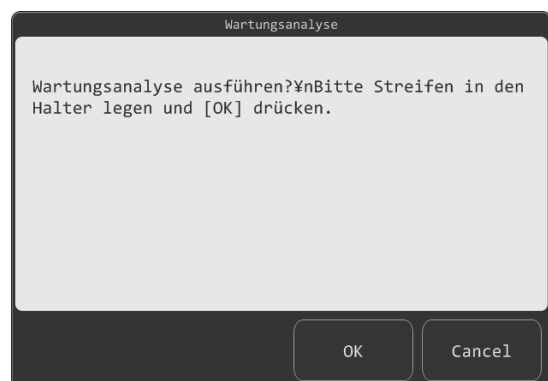 Wartungsanalyse
Wartungsanalyse ausführen?¥nBitte Streifen in den
Halter legen und [OK] drücken.
OK
Cancel